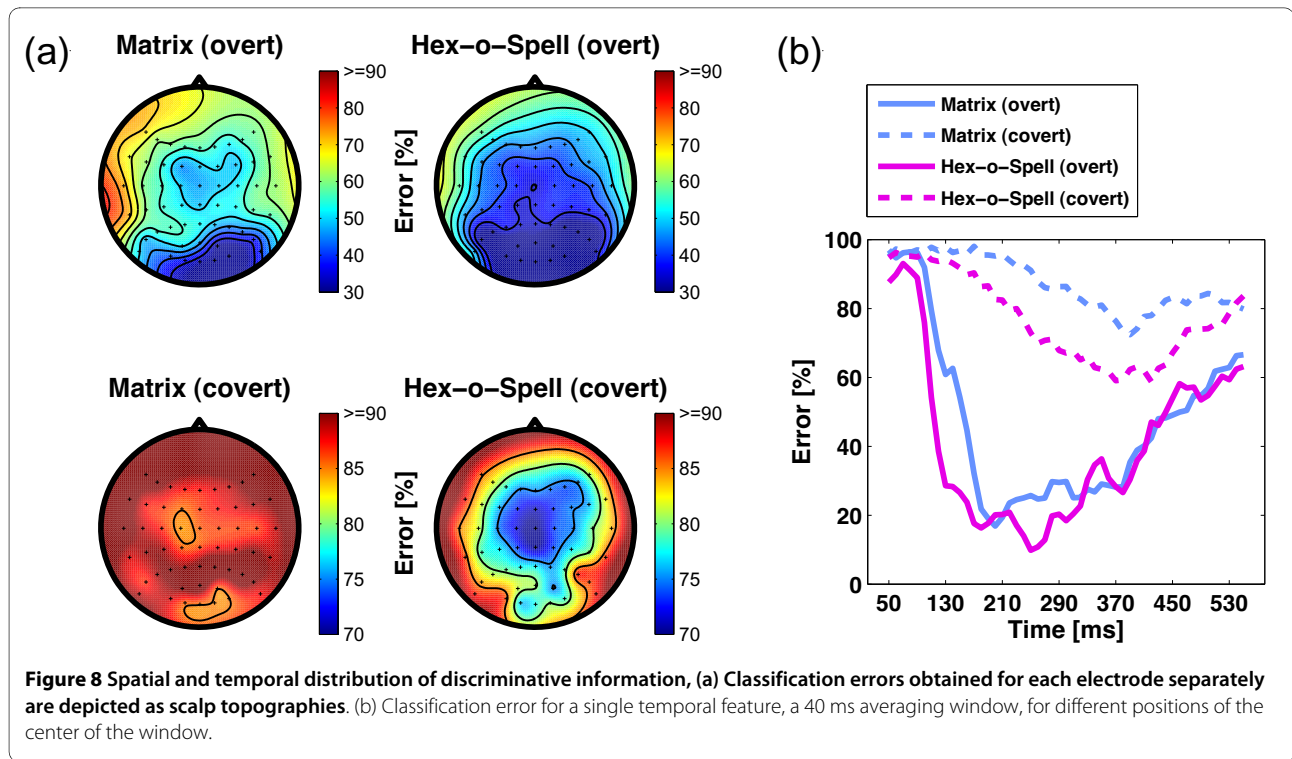 (a)
Matrix (overt)
>=90
80
70
60
50
40
30
Error [%]
Hex-o-Spell (overt)
>=90
80
70
60
50
40
30
Matrix (covert)
>=90
85
80
75
70
Error [%]
Hex-o-Spell (covert)
>=90
85
80
75
70
(b)
Matrix (overt)
Matrix (covert)
Hex-o-Spell (overt)
Hex-o-Spell (covert)
Error [%]
100
80
60
40
20
0
50 130 210 290 370 450 530
Time [ms]
Figure 8 Spatial and temporal distribution of discriminative information, (a) Classification errors obtained for each electrode separately
are depicted as scalp topographies. (b) Classification error for a single temporal feature, a 40 ms averaging window, for different positions of the
center of the window.